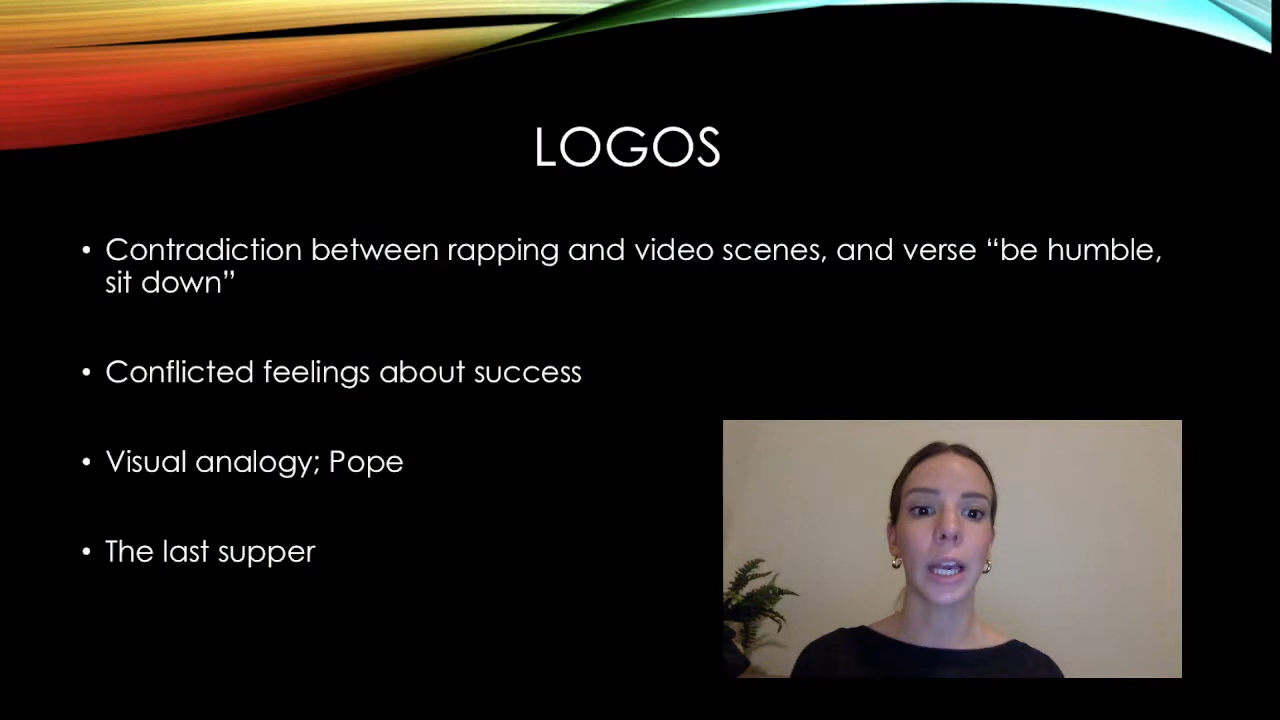 LOGOS
• Contradiction between rapping and video scenes, and verse “be humble,
sit down”
• Conflicted feelings about success
• Visual analogy; Pope
• The last supper